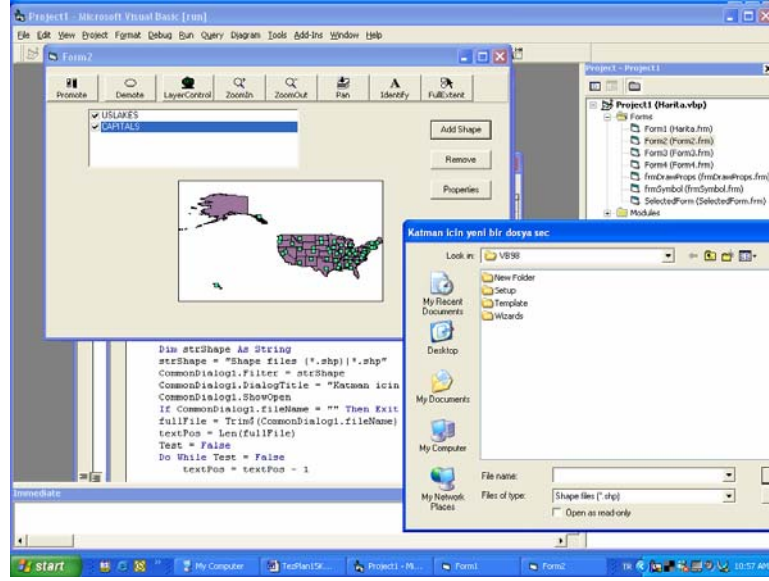 Project1 - Microsoft Visual Basic [run]
File Edit View Project Format Debug Run Query Diagram Tools Add-Ins Window Help
Form2
Promote Demote LayerControl ZoomIn ZoomOut Pan Identify FullExtent
USLAKES
CAPITALS
Add Shape
Remove
Properties
Project - Project1
Project1 (Harita.vbp)
Forms
Form1 (Harita.frm)
Form2 (Form2.frm)
Form3 (Form3.frm)
Form4 (Form4.frm)
frmDrawProps (frmDrawProps.frm)
frmSymbol (frmSymbol.frm)
SelectedForm (SelectedForm.frm)
Modules
Katman icin yeni bir dosya sec
Look in: VB98
New Folder
Setup
Template
Wizards
My Recent Documents
Desktop
My Documents
My Computer
My Network Places
File name:
Files of type: Shape files (*.shp)
Open as read-only
Dim strShape As String
strShape = "Shape files (*.shp)|*.shp"
CommonDialog1.Filter = strShape
CommonDialog1.DialogTitle = "Katman icin
CommonDialog1.ShowOpen
If CommonDialog1.fileName = "" Then Exit
fullFile = Trim$(CommonDialog1.fileName)
textPos = Len(fullFile)
Test = False
Do While Test = False
textPos = textPos - 1
Immediate
start My Computer TezPlan15K... Project1 - Mi... Form1 Form2 TR 10:57 AM